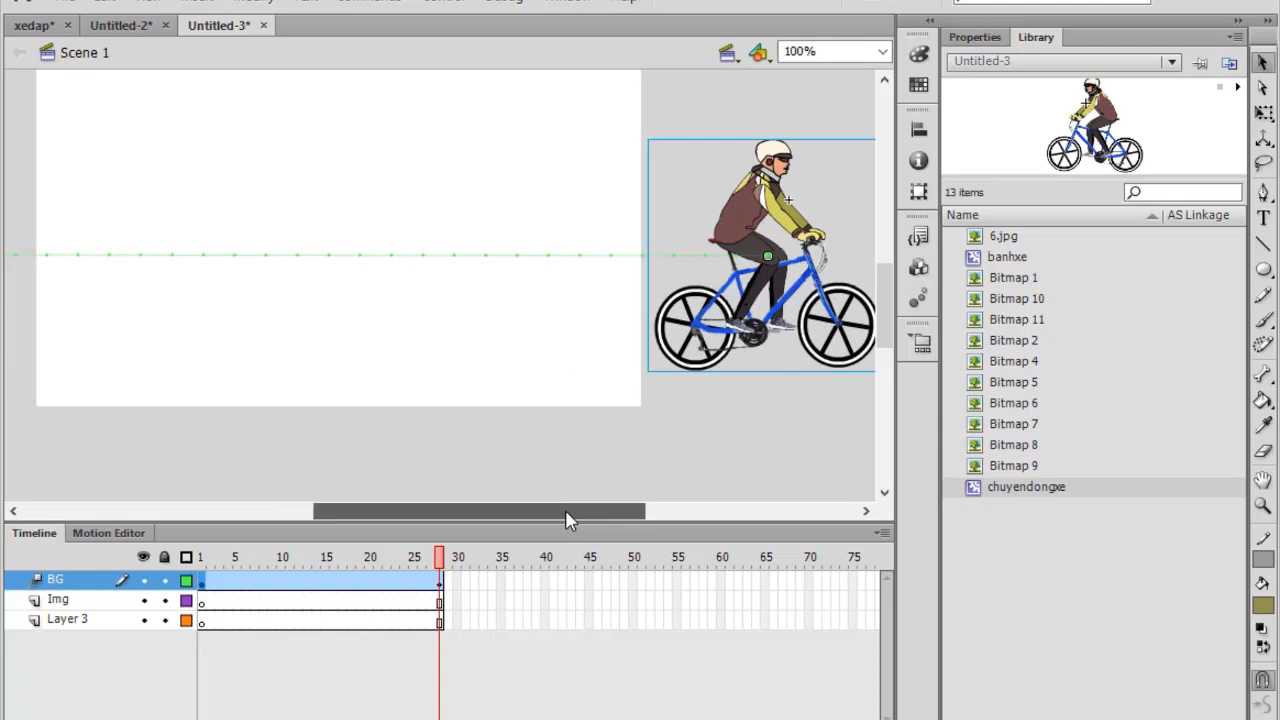 xedap* × Untitled-2* × Untitled-3* ×
Scene 1
100%
Properties Library
Untitled-3
13 items
Name AS Linkage
6.jpg
banhxe
Bitmap 1
Bitmap 10
Bitmap 11
Bitmap 2
Bitmap 4
Bitmap 5
Bitmap 6
Bitmap 7
Bitmap 8
Bitmap 9
chuyendongxe
Timeline Motion Editor
1 5 10 15 20 25 30 35 40 45 50 55 60 65 70 75
BG
Img
Layer 3